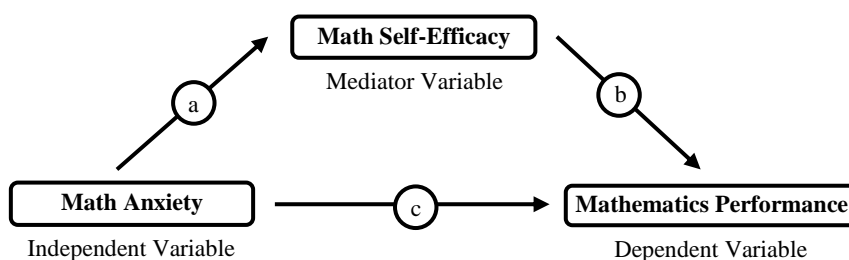 Math Self-Efficacy
Mediator Variable
a
b
Math Anxiety
c
Mathematics Performance
Independent Variable
Dependent Variable